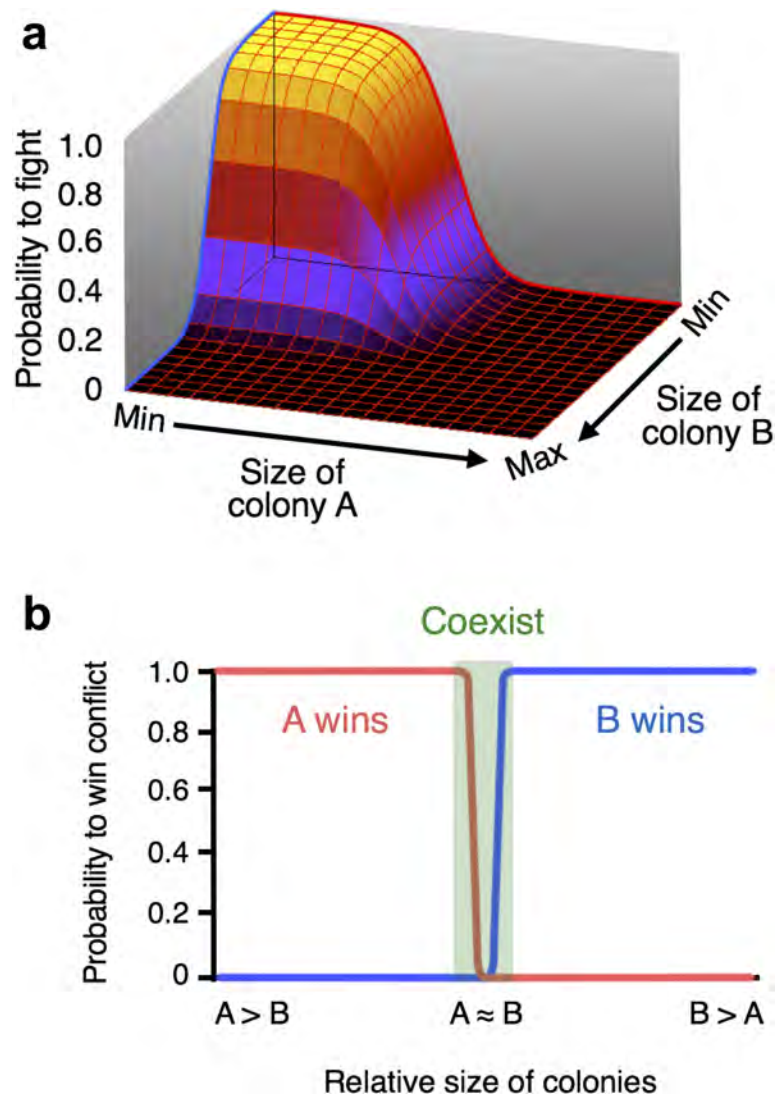 a
1.0
0.8
0.6
0.4
0.2
0
Probability to fight
Min
Size of
colony A
Max
Min
Size of
colony B
b
Coexist
1.0
0.8
0.6
0.4
0.2
0
Probability to win conflict
A wins
B wins
A > B
A ≈ B
B > A
Relative size of colonies